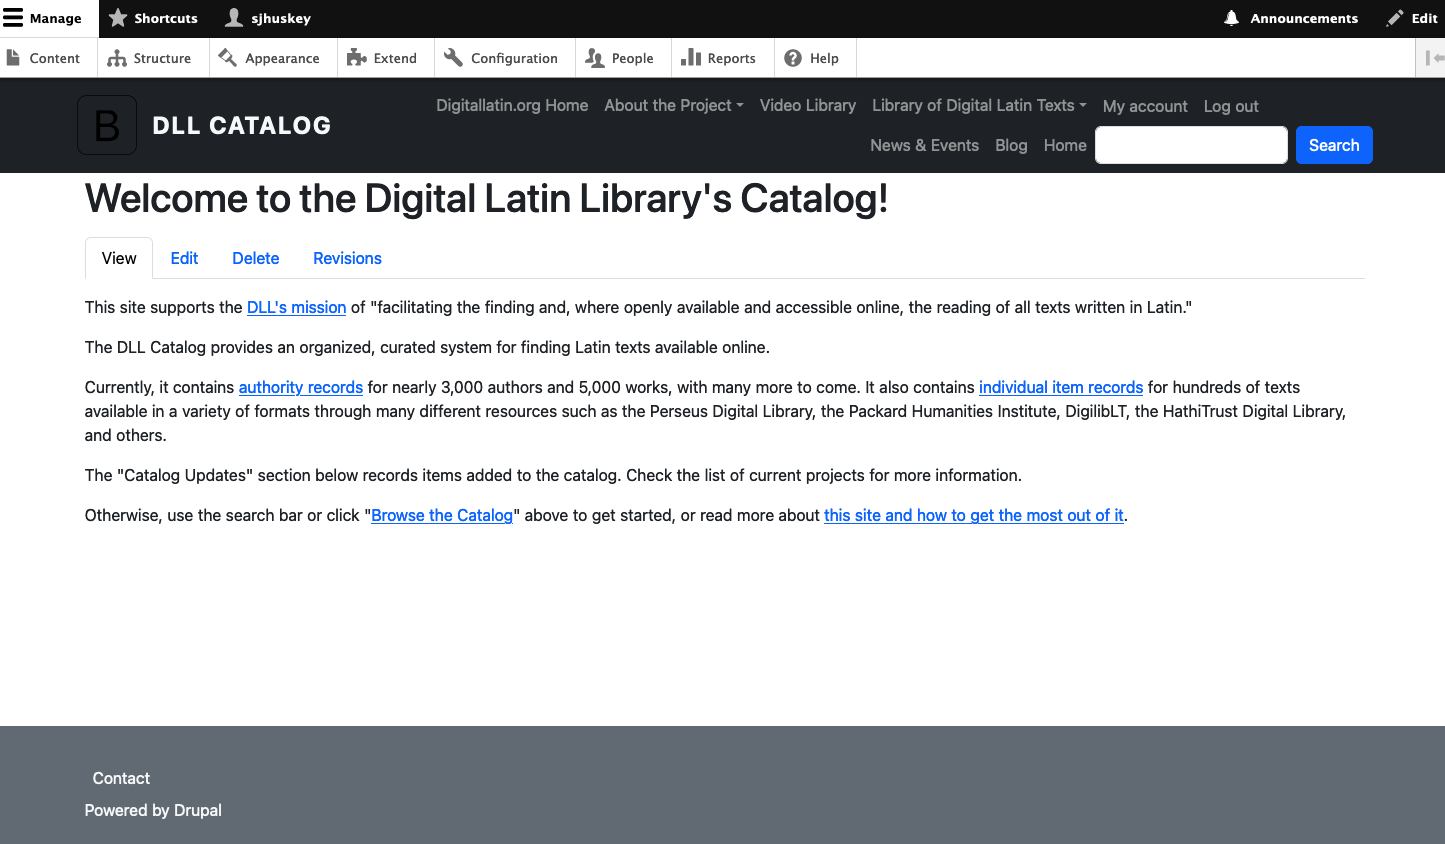 Manage Shortcuts sjhuskey Announcements Edit
Content Structure Appearance Extend Configuration People Reports Help
B DLL CATALOG
Digitallatin.org Home About the Project Video Library Library of Digital Latin Texts My account Log out
News & Events Blog Home Search
Welcome to the Digital Latin Library's Catalog!
View Edit Delete Revisions
This site supports the DLL's mission of "facilitating the finding and, where openly available and accessible online, the reading of all texts written in Latin."
The DLL Catalog provides an organized, curated system for finding Latin texts available online.
Currently, it contains authority records for nearly 3,000 authors and 5,000 works, with many more to come. It also contains individual item records for hundreds of texts
available in a variety of formats through many different resources such as the Perseus Digital Library, the Packard Humanities Institute, DigilibLT, the HathiTrust Digital Library,
and others.
The "Catalog Updates" section below records items added to the catalog. Check the list of current projects for more information.
Otherwise, use the search bar or click "Browse the Catalog" above to get started, or read more about this site and how to get the most out of it.
Contact
Powered by Drupal